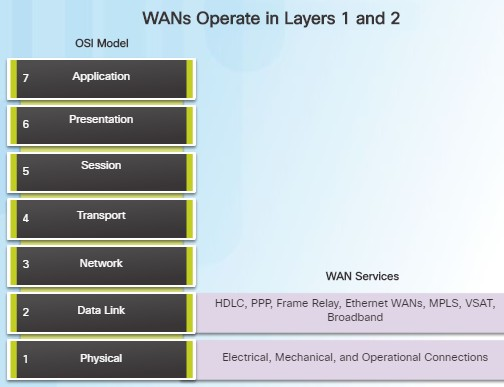 WANs Operate in Layers 1 and 2
OSI Model
7 Application
6 Presentation
5 Session
4 Transport
3 Network
WAN Services
2 Data Link
HDLC, PPP, Frame Relay, Ethernet WANs, MPLS, VSAT,
Broadband
1 Physical
Electrical, Mechanical, and Operational Connections